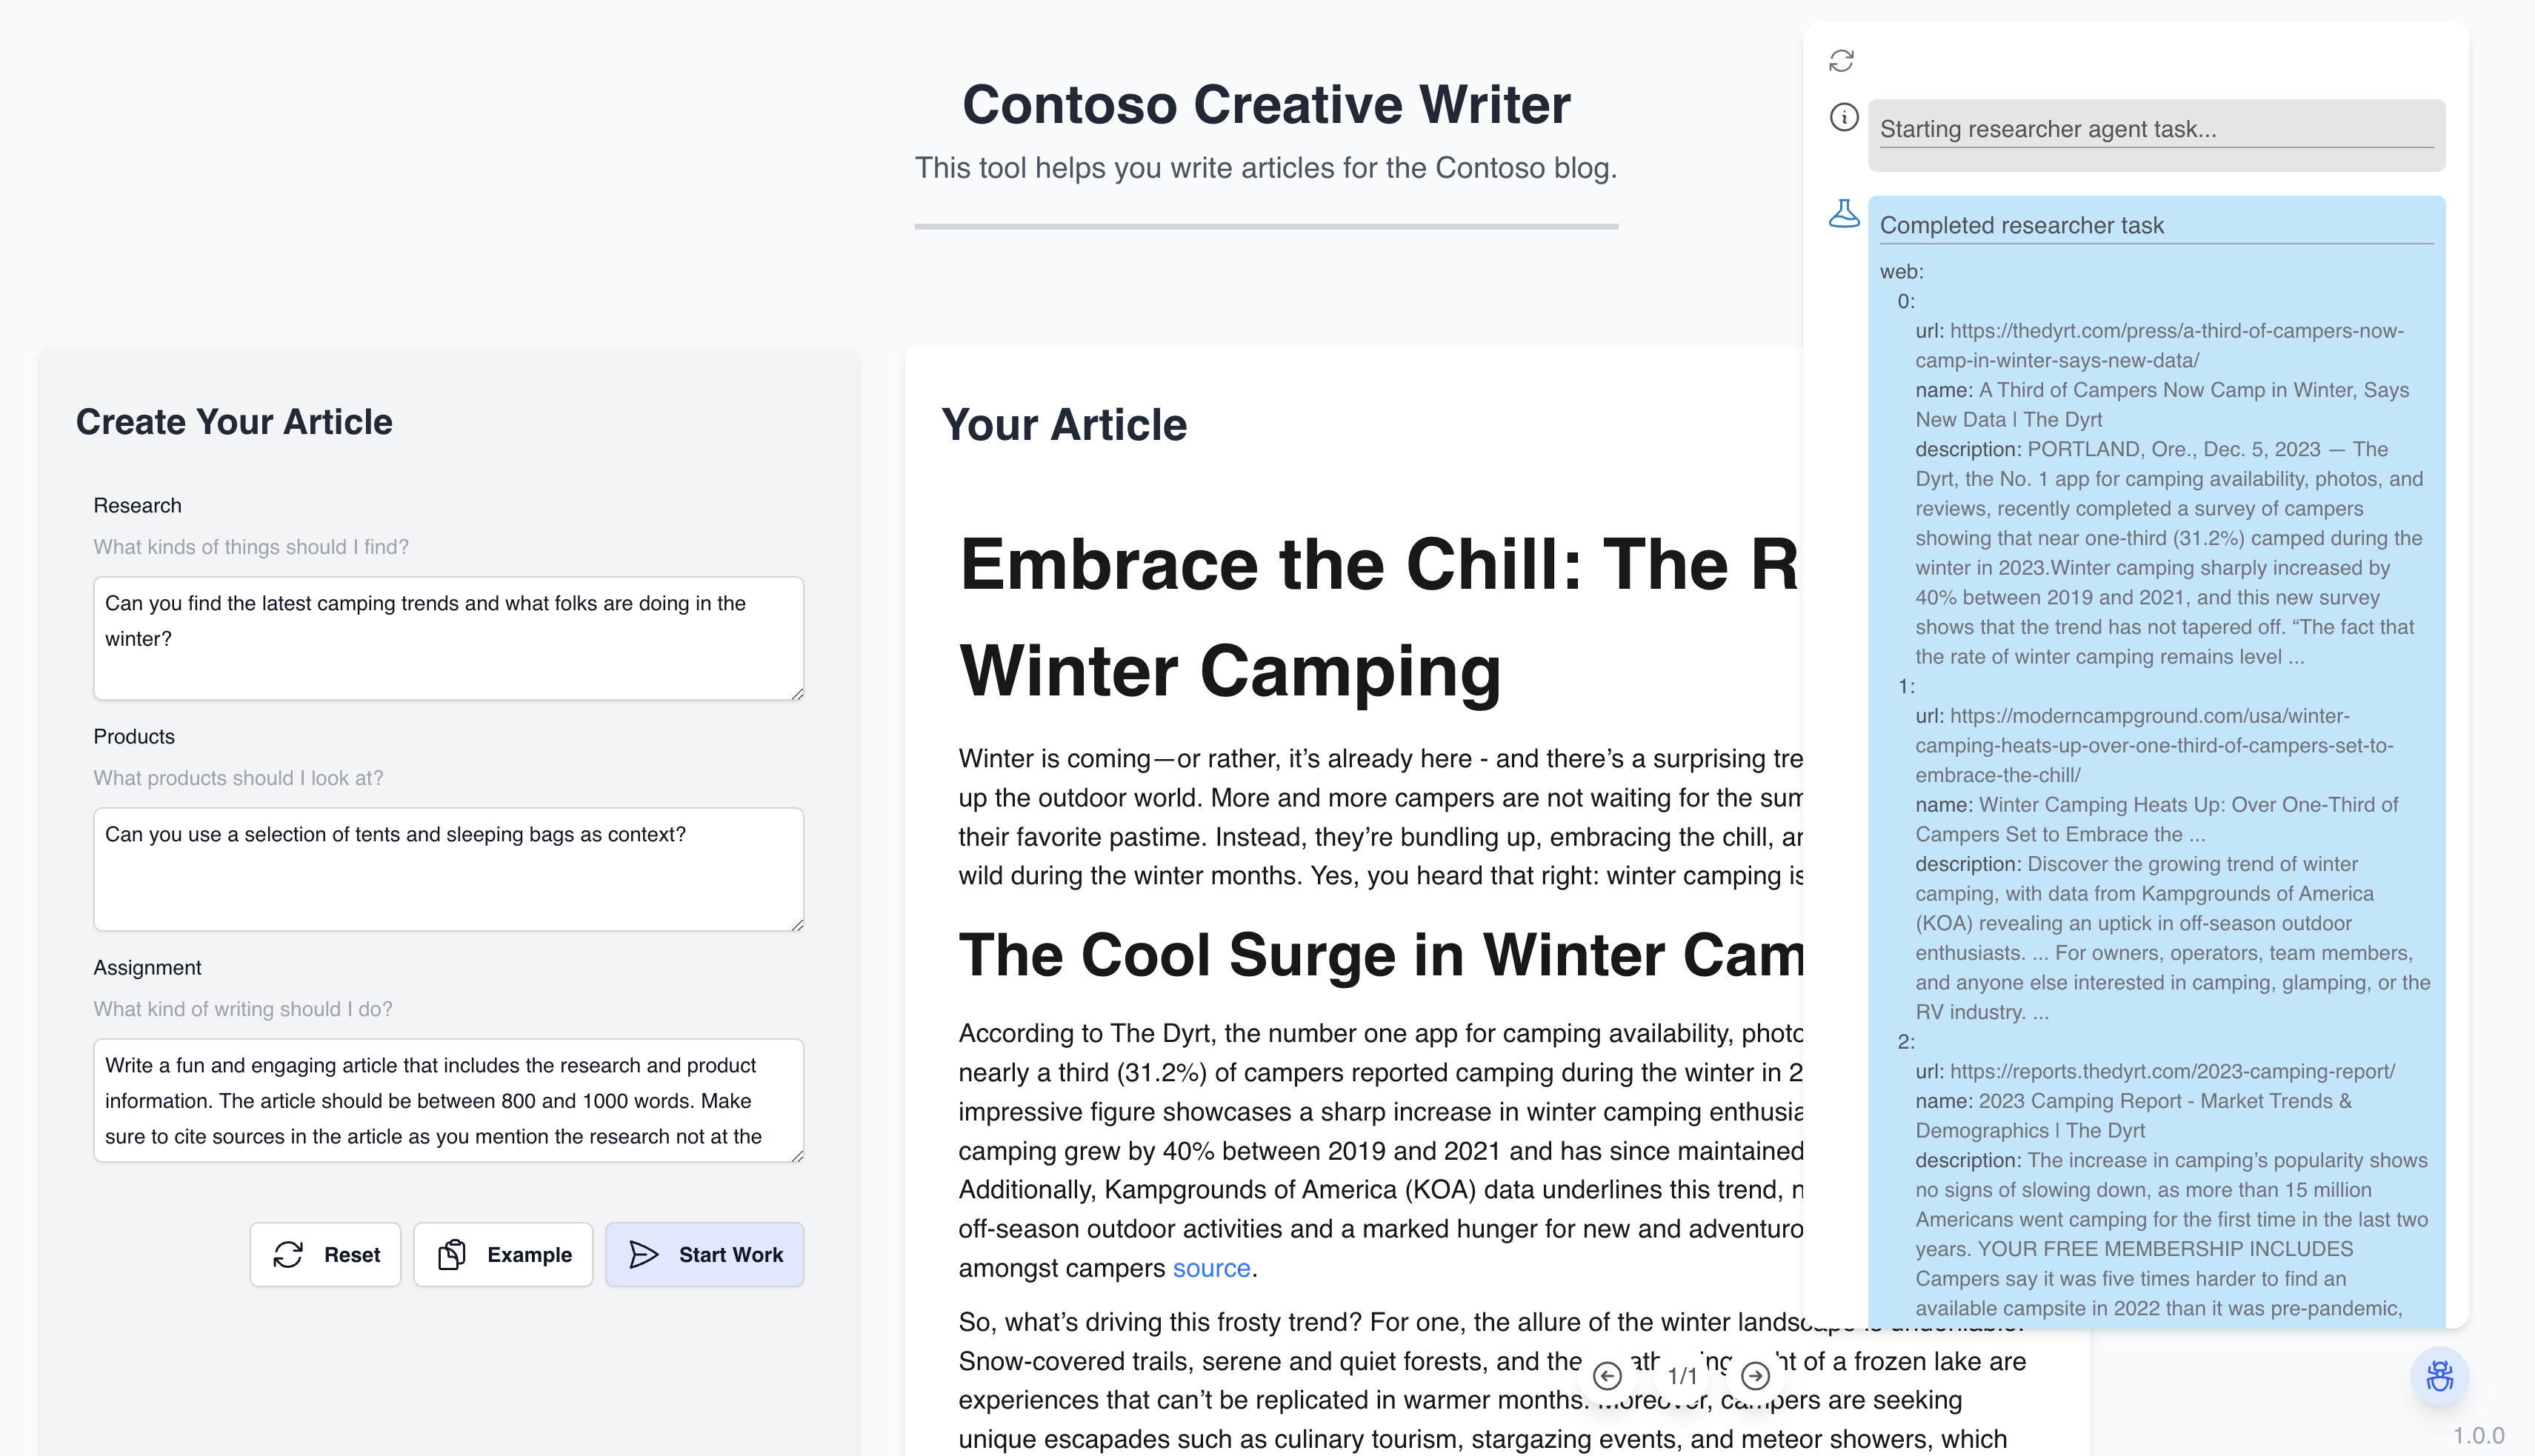 Contoso Creative Writer
This tool helps you write articles for the Contoso blog.
Create Your Article
Research
What kinds of things should I find?
Can you find the latest camping trends and what folks are doing in the
winter?
Products
What products should I look at?
Can you use a selection of tents and sleeping bags as context?
Assignment
What kind of writing should I do?
Write a fun and engaging article that includes the research and product
information. The article should be between 800 and 1000 words. Make
sure to cite sources in the article as you mention the research not at the
Reset
Example
Start Work
Your Article
Embrace the Chill: The R
Winter Camping
Winter is coming—or rather, it’s already here - and there’s a surprising tre
up the outdoor world. More and more campers are not waiting for the sum
their favorite pastime. Instead, they’re bundling up, embracing the chill, ar
wild during the winter months. Yes, you heard that right: winter camping is
The Cool Surge in Winter Cam
According to The Dyrt, the number one app for camping availability, photo
nearly a third (31.2%) of campers reported camping during the winter in 2
impressive figure showcases a sharp increase in winter camping enthusia
camping grew by 40% between 2019 and 2021 and has since maintained
Additionally, Kampgrounds of America (KOA) data underlines this trend, n
off-season outdoor activities and a marked hunger for new and adventuro
amongst campers source.
So, what’s driving this frosty trend? For one, the allure of the winter
Snow-covered trails, serene and quiet forests, and the of a frozen lake are
experiences that can’t be replicated in warmer months. Moreover, campers are seeking
unique escapades such as culinary tourism, stargazing events, and meteor showers, which
1/1
Starting researcher agent task...
Completed researcher task
web:
0:
url: https://thedyrt.com/press/a-third-of-campers-now-
camp-in-winter-says-new-data/
name: A Third of Campers Now Camp in Winter, Says
New Data | The Dyrt
description: PORTLAND, Ore., Dec. 5, 2023 — The
Dyrt, the No. 1 app for camping availability, photos, and
reviews, recently completed a survey of campers
showing that near one-third (31.2%) camped during the
winter in 2023.Winter camping sharply increased by
40% between 2019 and 2021, and this new survey
shows that the trend has not tapered off. “The fact that
the rate of winter camping remains level ...
1:
url: https://moderncampground.com/usa/winter-
camping-heats-up-over-one-third-of-campers-set-to-
embrace-the-chill/
name: Winter Camping Heats Up: Over One-Third of
Campers Set to Embrace the ...
description: Discover the growing trend of winter
camping, with data from Kampgrounds of America
(KOA) revealing an uptick in off-season outdoor
enthusiasts. ... For owners, operators, team members,
and anyone else interested in camping, glamping, or the
RV industry. ...
2:
url: https://reports.thedyrt.com/2023-camping-report/
name: 2023 Camping Report - Market Trends &
Demographics | The Dyrt
description: The increase in camping’s popularity shows
no signs of slowing down, as more than 15 million
Americans went camping for the first time in the last two
years. YOUR FREE MEMBERSHIP INCLUDES
Campers say it was five times harder to find an
available campsite in 2022 than it was pre-pandemic,
1.0.0